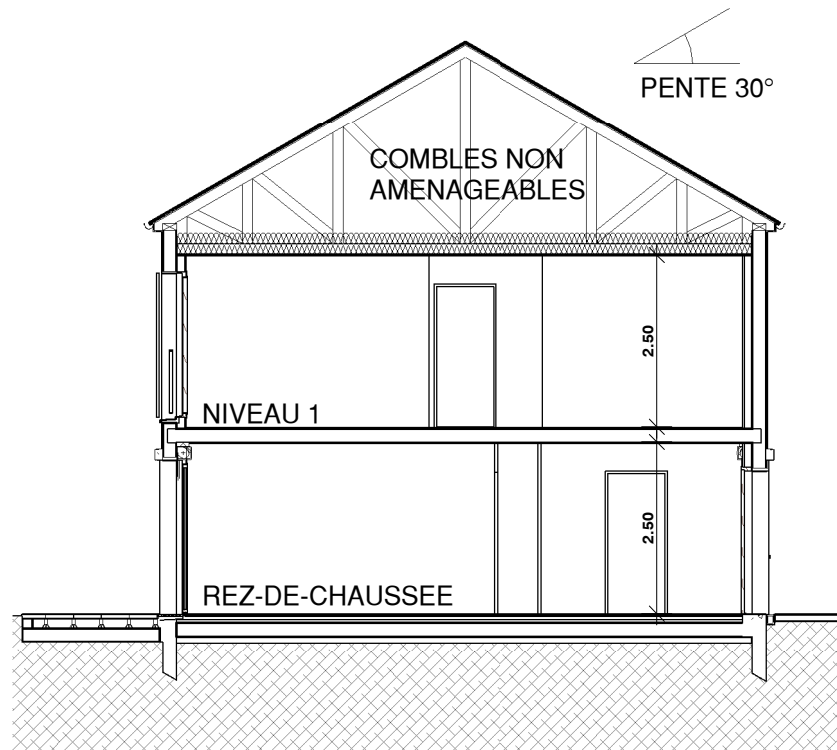 PENTE 30°
COMBLES NON
AMENAGEABLES
2.50
NIVEAU 1
2.50
REZ-DE-CHAUSSEE